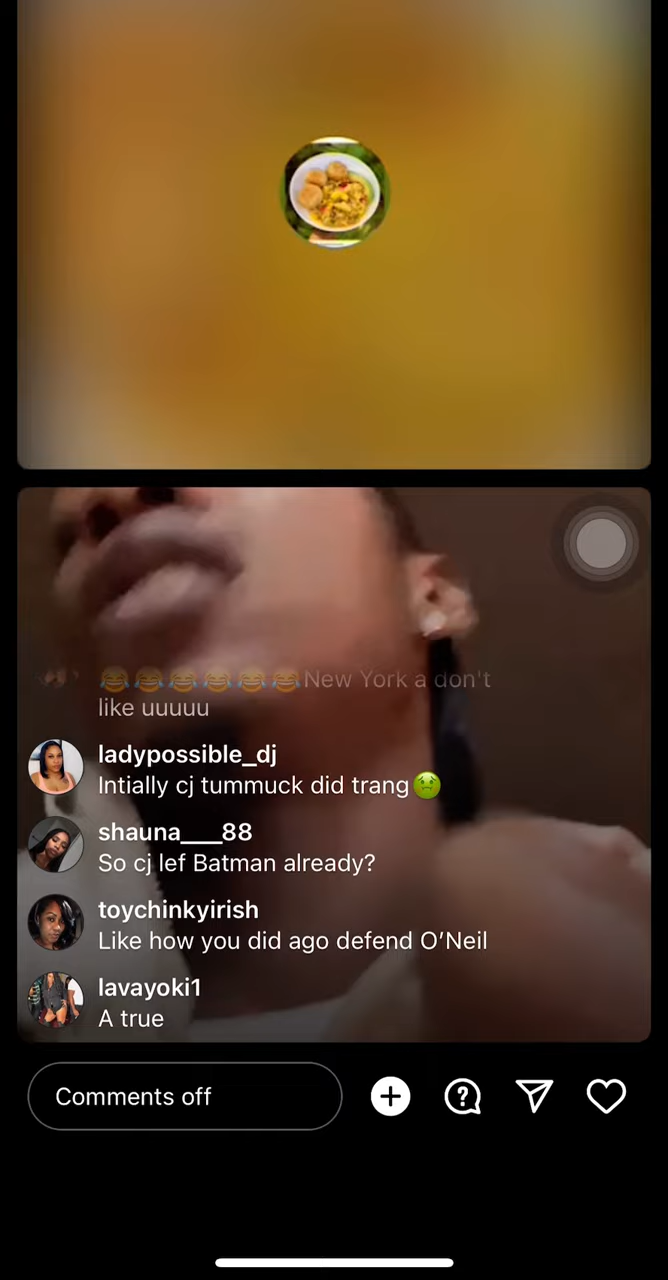 😂😂😂😂😂😂New York a don't
like uuuuu
ladypossible_dj
Intially cj tummuck did trang🤢
shauna___88
So cj lef Batman already?
toychinkyirish
Like how you did ago defend O’Neil
lavayoki1
A true
Comments off